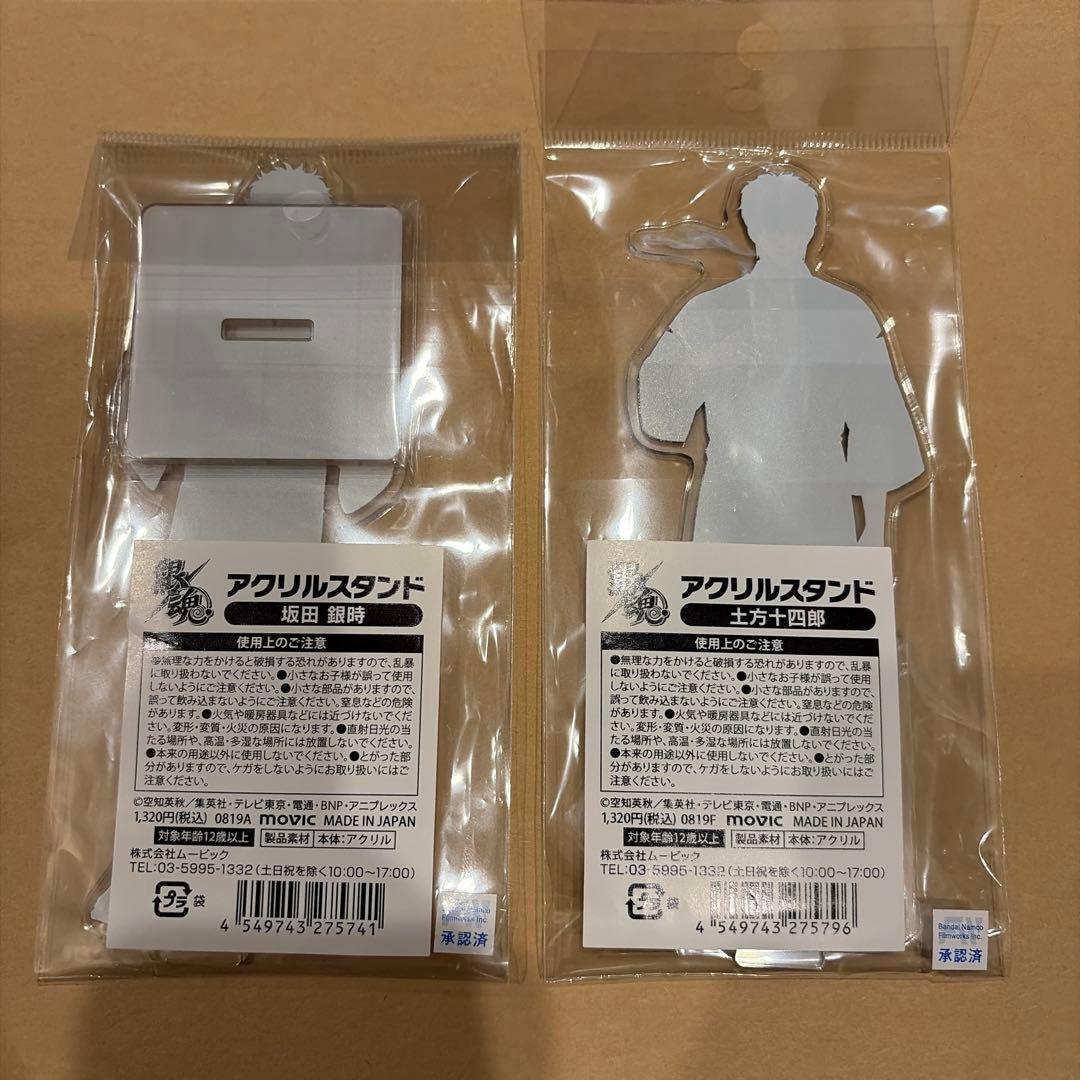 銀魂
アクリルスタンド
坂田 銀時
使用上のご注意
●無理な力をかけると破損する恐れがありますので、乱暴
に取り扱わないでください。●小さなお子様が誤って使用
しないようにご注意ください。●小さな部品がありますので、
誤って飲み込まないようにご注意ください。窒息などの危険
があります。●火気や暖房器具などには近づけないでくだ
さい。変形・変質・火災の原因になります。●直射日光の当
たる場所や、高温・多湿な場所には放置しないでください。
●本来の用途以外に使用しないでください。●とがった部
分がありますので、ケガをしないようにお取り扱いにはご
注意ください。
©空知英秋／集英社・テレビ東京・電通・BNP・アニプレックス
1,320円(税込) 0819A movic MADE IN JAPAN
対象年齢12歳以上 製品素材 本体：アクリル
株式会社ムービック
TEL:03-5995-1332（土日祝を除く10:00〜17:00）
プラ 袋
4 549743 275741
承認済
銀魂
アクリルスタンド
土方十四郎
使用上のご注意
●無理な力をかけると破損する恐れがありますので、乱暴
に取り扱わないでください。●小さなお子様が誤って使用
しないようにご注意ください。●小さな部品がありますので、
誤って飲み込まないようにご注意ください。窒息などの危険
があります。●火気や暖房器具などには近づけないでくだ
さい。変形・変質・火災の原因になります。●直射日光の当
たる場所や、高温・多湿な場所には放置しないでください。
●本来の用途以外に使用しないでください。●とがった部
分がありますので、ケガをしないようにお取り扱いにはご
注意ください。
©空知英秋／集英社・テレビ東京・電通・BNP・アニプレックス
1,320円(税込) 0819F movic MADE IN JAPAN
対象年齢12歳以上 製品素材 本体：アクリル
株式会社ムービック
TEL:03-5995-1332（土日祝を除く10:00〜17:00）
プラ 袋
4 549743 275796
Bandai Namco
Filmworks Inc.
承認済